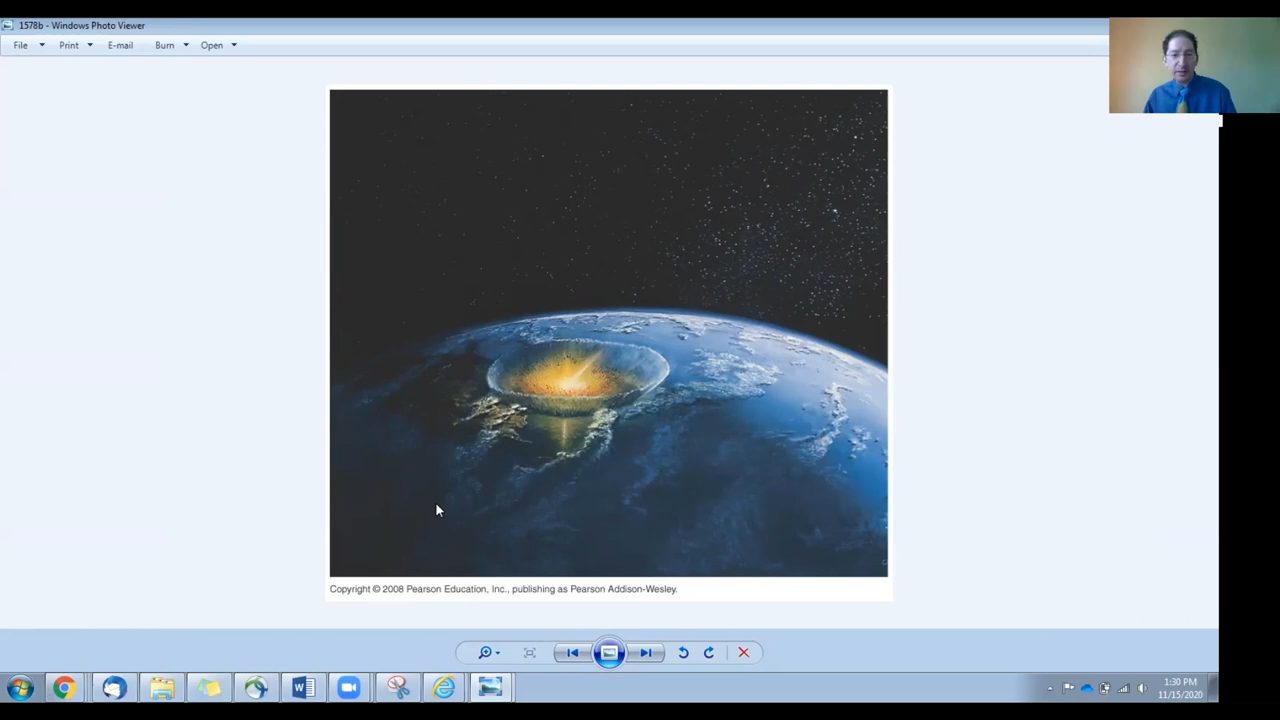 1578b - Windows Photo Viewer
File Print E-mail Burn Open
Copyright © 2008 Pearson Education, Inc., publishing as Pearson Addison-Wesley.
1:30 PM
11/15/2020